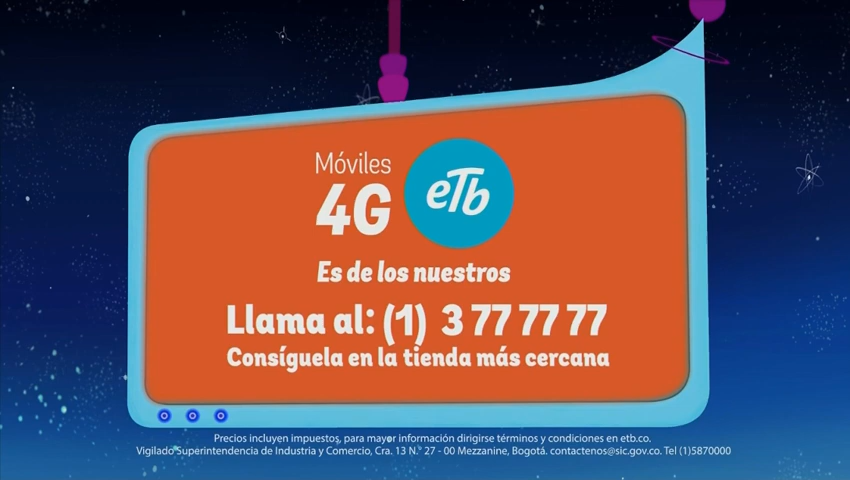 Móviles
4G
eTb
Es de los nuestros
Llama al: (1) 3 77 77 77
Consíguela en la tienda más cercana
Precios incluyen impuestos, para mayor información dirigirse términos y condiciones en etb.co.
Vigilado Superintendencia de Industria y Comercio, Cra. 13 N.° 27 - 00 Mezzanine, Bogotá. contactenos@sic.gov.co. Tel (1)5870000